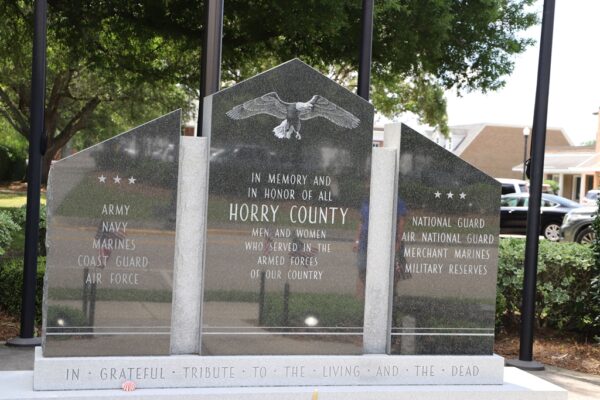 ARMY
NAVY
MARINES
COAST GUARD
AIR FORCE
IN MEMORY AND
IN HONOR OF ALL
HORRY COUNTY
MEN AND WOMEN
WHO SERVED IN THE
ARMED FORCES
OF OUR COUNTRY
NATIONAL GUARD
AIR NATIONAL GUARD
MERCHANT MARINES
MILITARY RESERVES
IN · GRATEFUL · TRIBUTE · TO · THE · LIVING · AND · THE · DEAD